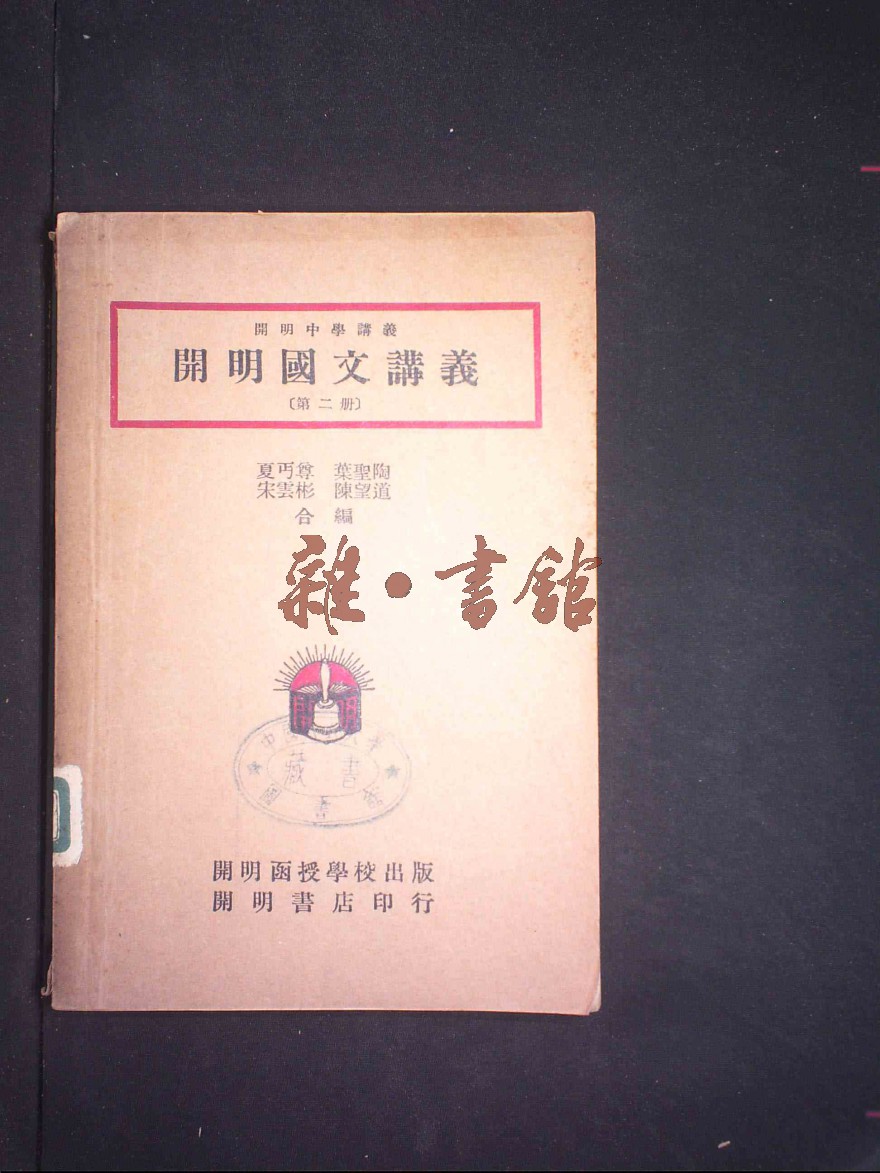 開明中學講義
開明國文講義
〔第二册〕
夏丏尊 葉聖陶
宋雲彬 陳望道
合編
雜•書館
開明
藏書
開明函授學校出版
開明書店印行